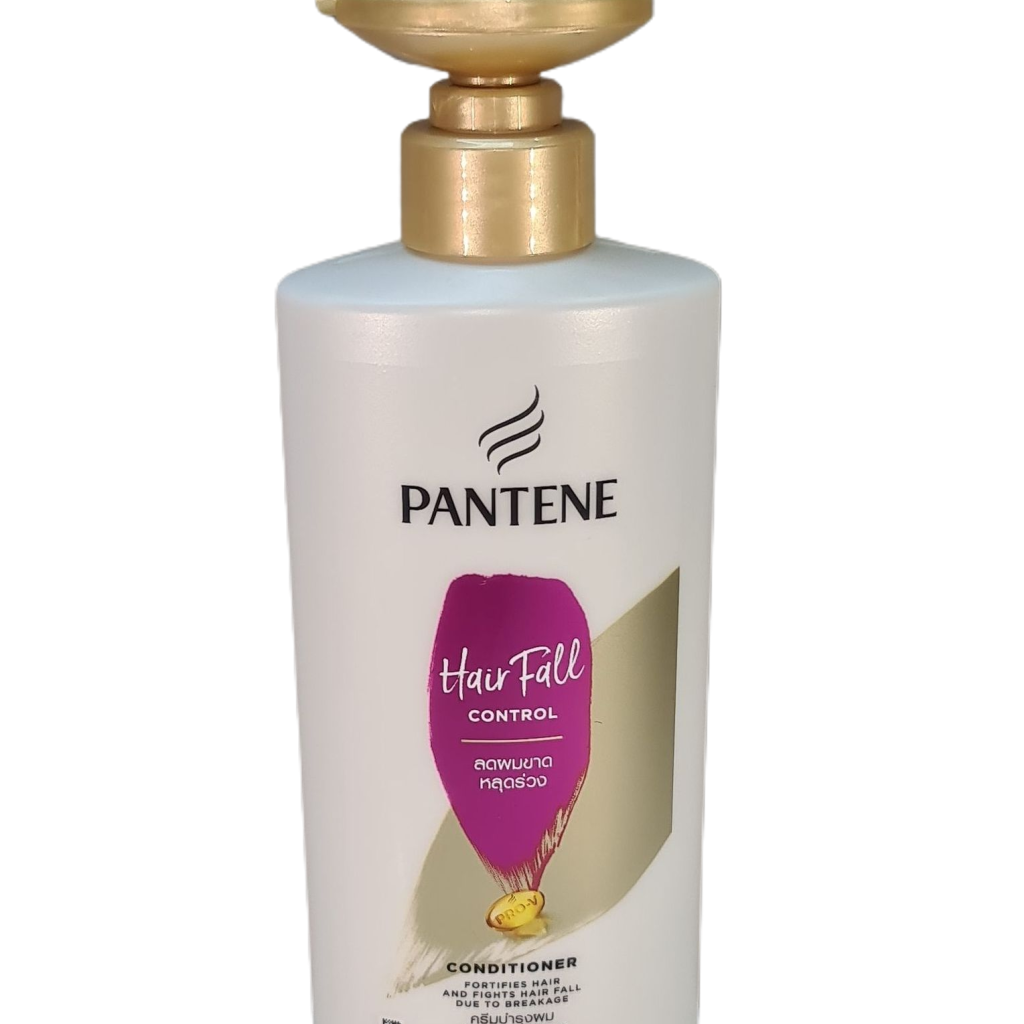 PANTENE
Hair Fall
CONTROL
ลดผมขาด
หลุดร่วง
PRO-V
CONDITIONER
FORTIFIES HAIR
AND FIGHTS HAIR FALL
DUE TO BREAKAGE
ครีมบำรุงผม